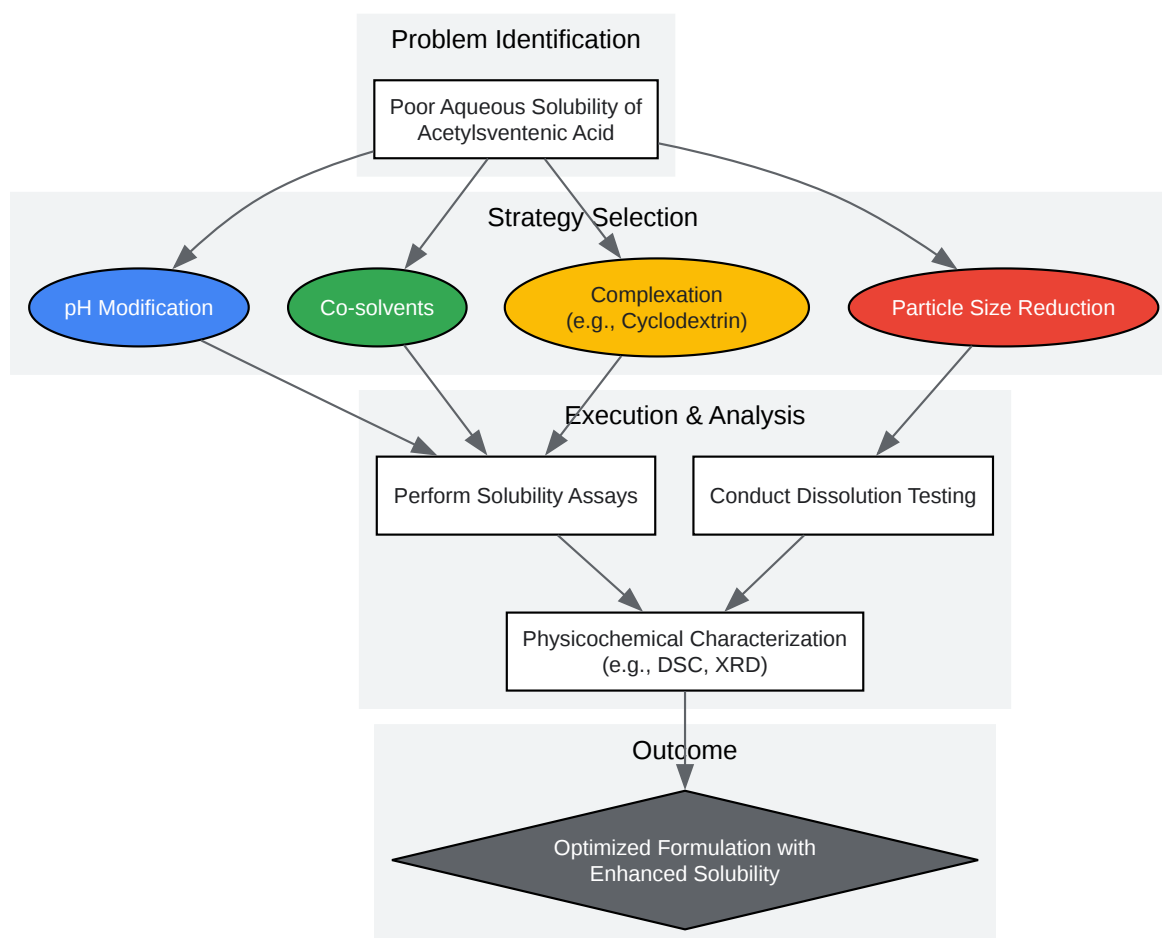 Problem Identification
Poor Aqueous Solubility of
Acetylsventenic Acid
Strategy Selection
pH Modification
Co-solvents
Complexation
(e.g., Cyclodextrin)
Particle Size Reduction
Execution & Analysis
Perform Solubility Assays
Conduct Dissolution Testing
Physicochemical Characterization
(e.g., DSC, XRD)
Outcome
Optimized Formulation with
Enhanced Solubility